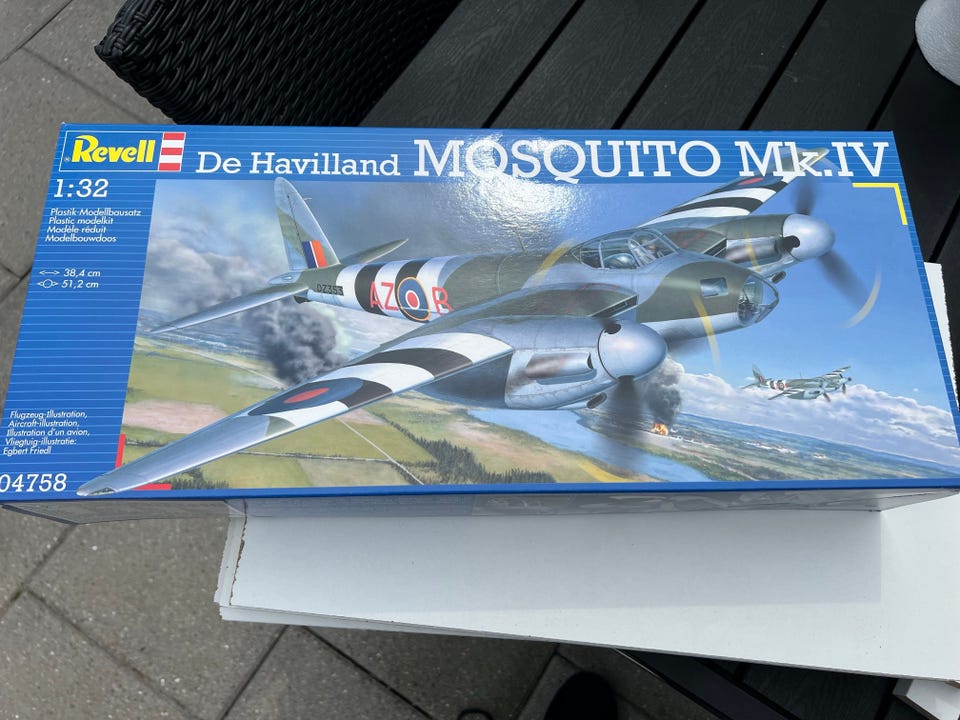 Revell
De Havilland MOSQUITO Mk.IV
1:32
Plastik-Modellbausatz
Plastic modelkit
Modèle réduit
Modelbouwdoos
38,4 cm
51,2 cm
DZ353
AZ B
Flugzeug-Illustration,
Aircraft-illustration,
Illustration d'un avion,
Vliegtuig-illustratie:
Egbert Friedl
04758